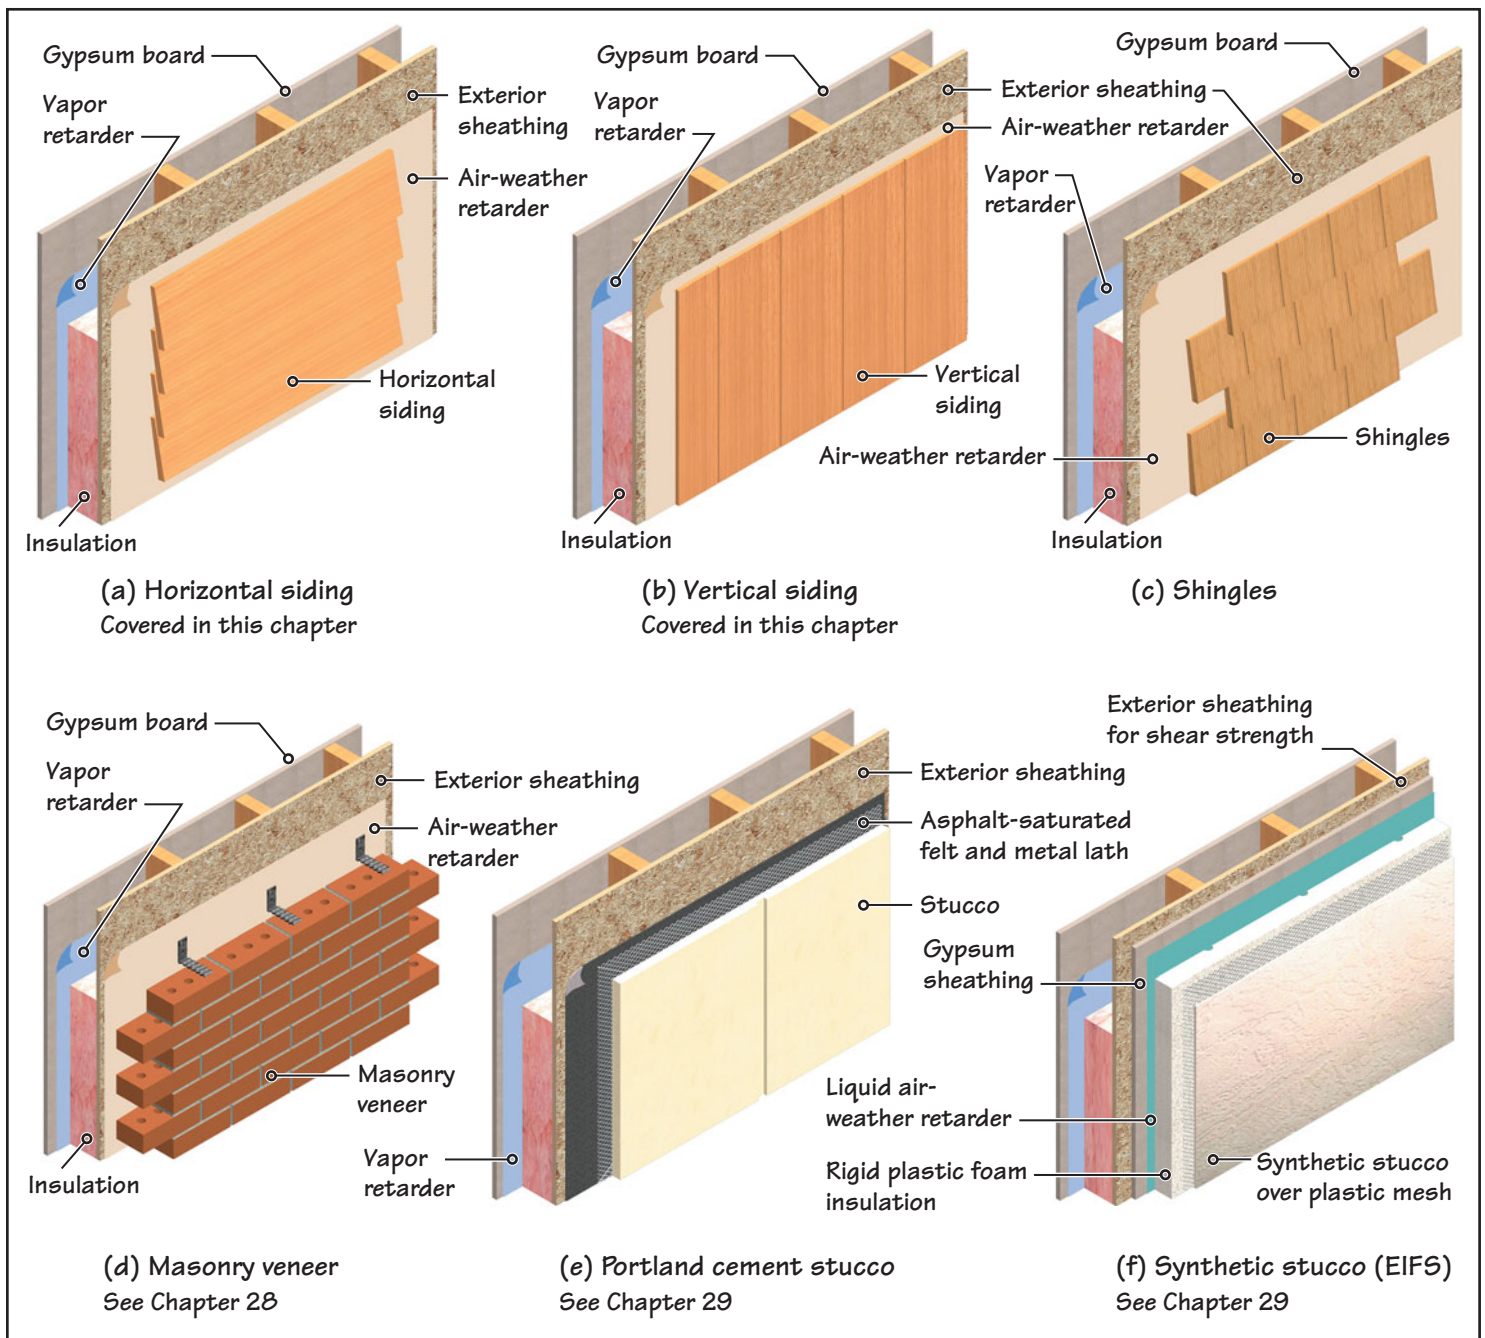 Gypsum board
Vapor
retarder
Exterior
sheathing
Air-weather
retarder
Horizontal
siding
Insulation
(a) Horizontal siding
Covered in this chapter
Gypsum board
Vapor
retarder
Exterior sheathing
Air-weather retarder
Vertical
siding
Insulation
(b) Vertical siding
Covered in this chapter
Gypsum board
Vapor
retarder
Air-weather retarder
Shingles
Insulation
(c) Shingles
Gypsum board
Vapor
retarder
Exterior sheathing
Air-weather
retarder
Masonry
veneer
Insulation
(d) Masonry veneer
See Chapter 28
Exterior sheathing
Asphalt-saturated
felt and metal lath
Stucco
Vapor
retarder
(e) Portland cement stucco
See Chapter 29
Exterior sheathing
for shear strength
Gypsum
sheathing
Liquid air-
weather retarder
Rigid plastic foam
insulation
Synthetic stucco
over plastic mesh
(f) Synthetic stucco (EIFS)
See Chapter 29